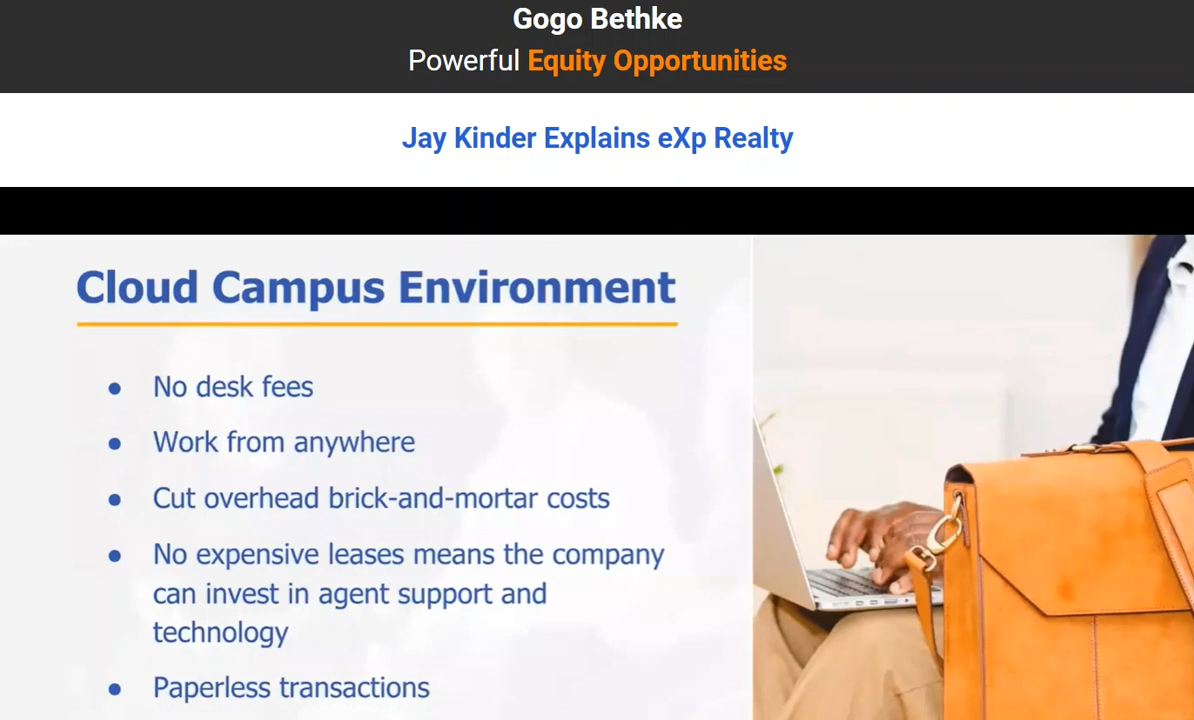 Gogo Bethke
Powerful Equity Opportunities
Jay Kinder Explains eXp Realty
Cloud Campus Environment
● No desk fees
● Work from anywhere
● Cut overhead brick-and-mortar costs
● No expensive leases means the company
can invest in agent support and
technology
● Paperless transactions